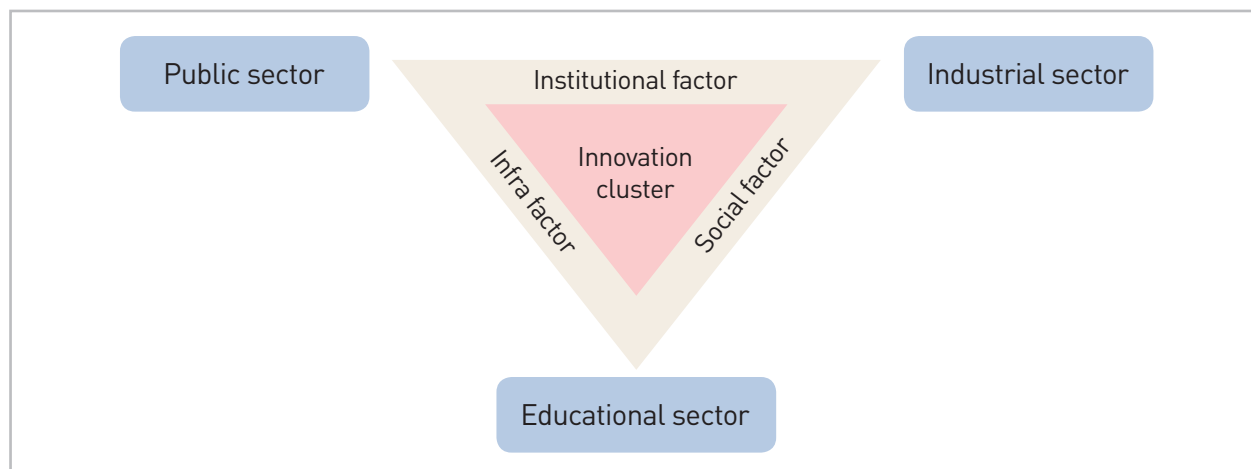 Public sector
Institutional factor
Industrial sector
Infra factor
Innovation
cluster
Social factor
Educational sector